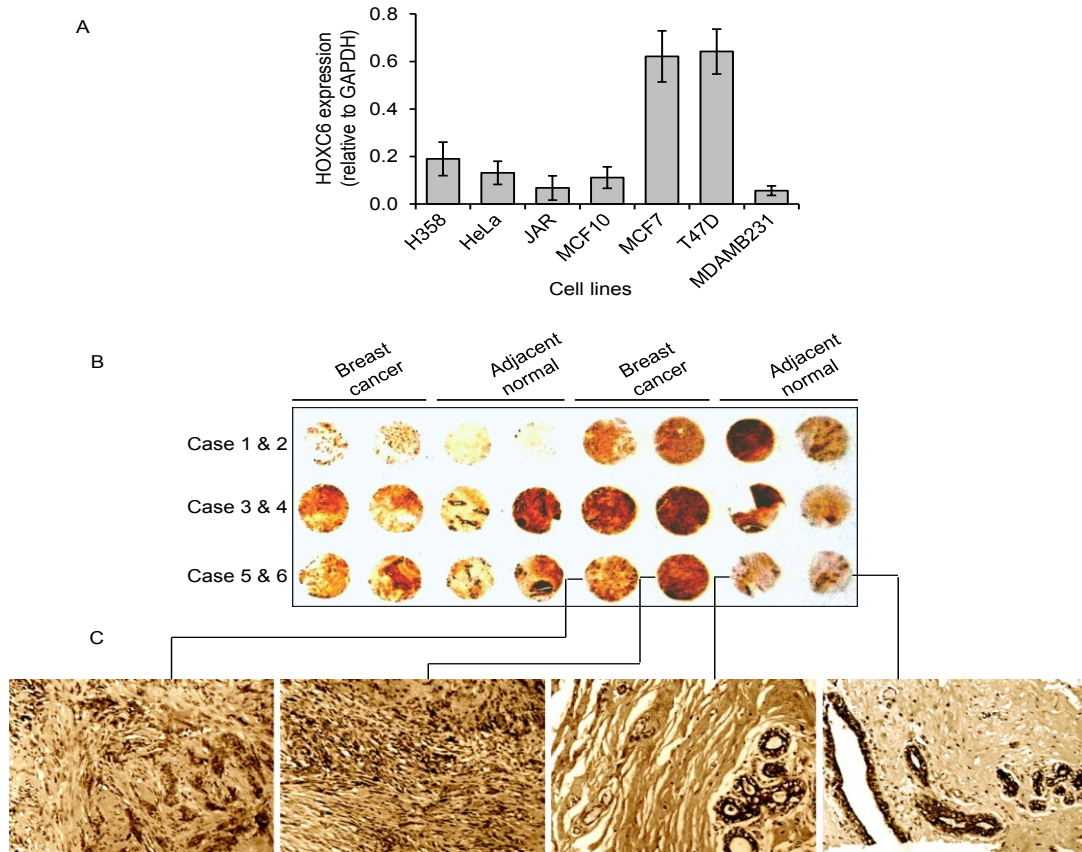 A
HOXC6 expression
(relative to GAPDH)
0.8
0.6
0.4
0.2
0.0
H358
HeLa
JAR
MCF10
MCF7
T47D
MDAMB231
Cell lines
B
Breast
cancer
Adjacent
normal
Breast
cancer
Adjacent
normal
Case 1 & 2
Case 3 & 4
Case 5 & 6
C